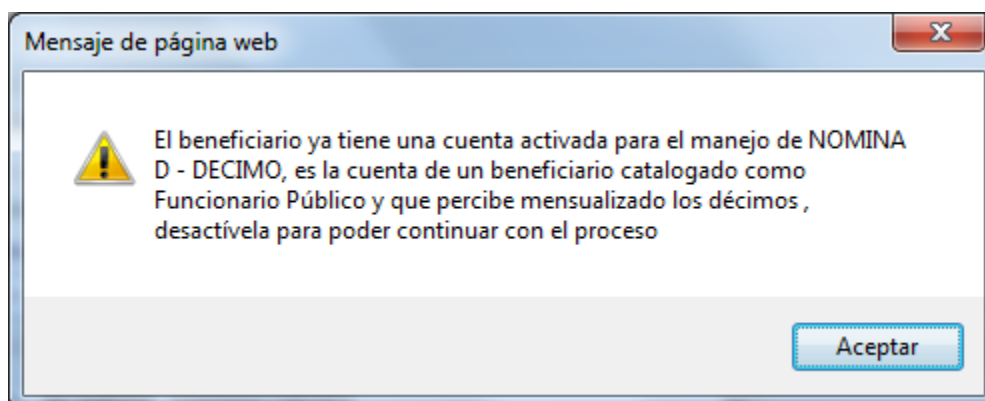 Mensaje de página web
El beneficiario ya tiene una cuenta activada para el manejo de NOMINA
D - DECIMO, es la cuenta de un beneficiario catalogado como
Funcionario Público y que percibe mensualizado los décimos ,
desactívela para poder continuar con el proceso
Aceptar